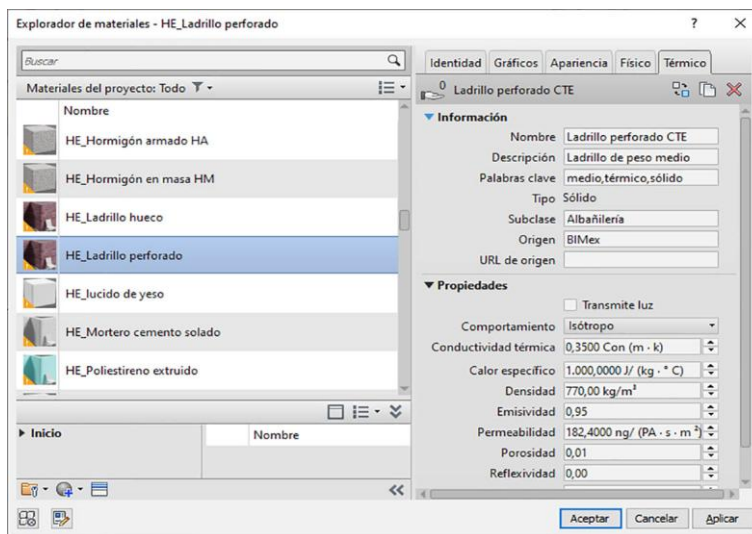 Explorador de materiales - HE_Ladrillo perforado
Buscar
Materiales del proyecto: Todo
Nombre
HE_Hormigón armado HA
HE_Hormigón en masa HM
HE_Ladrillo hueco
HE_Ladrillo perforado
HE_lucido de yeso
HE_Mortero cemento solado
HE_Poliestireno extruido
Inicio
Nombre
Identidad Gráficos Apariencia Físico Térmico
0 Ladrillo perforado CTE
Información
Nombre Ladrillo perforado CTE
Descripción Ladrillo de peso medio
Palabras clave medio,térmico,sólido
Tipo Sólido
Subclase Albañilería
Origen BIMex
URL de origen
Propiedades
Transmite luz
Comportamiento Isótropo
Conductividad térmica 0,3500 Con (m · k)
Calor específico 1.000,0000 J/ (kg · ° C)
Densidad 770,00 kg/m³
Emisividad 0,95
Permeabilidad 182,4000 ng/ (PA · s · m ²)
Porosidad 0,01
Reflexividad 0,00
Aceptar Cancelar Aplicar